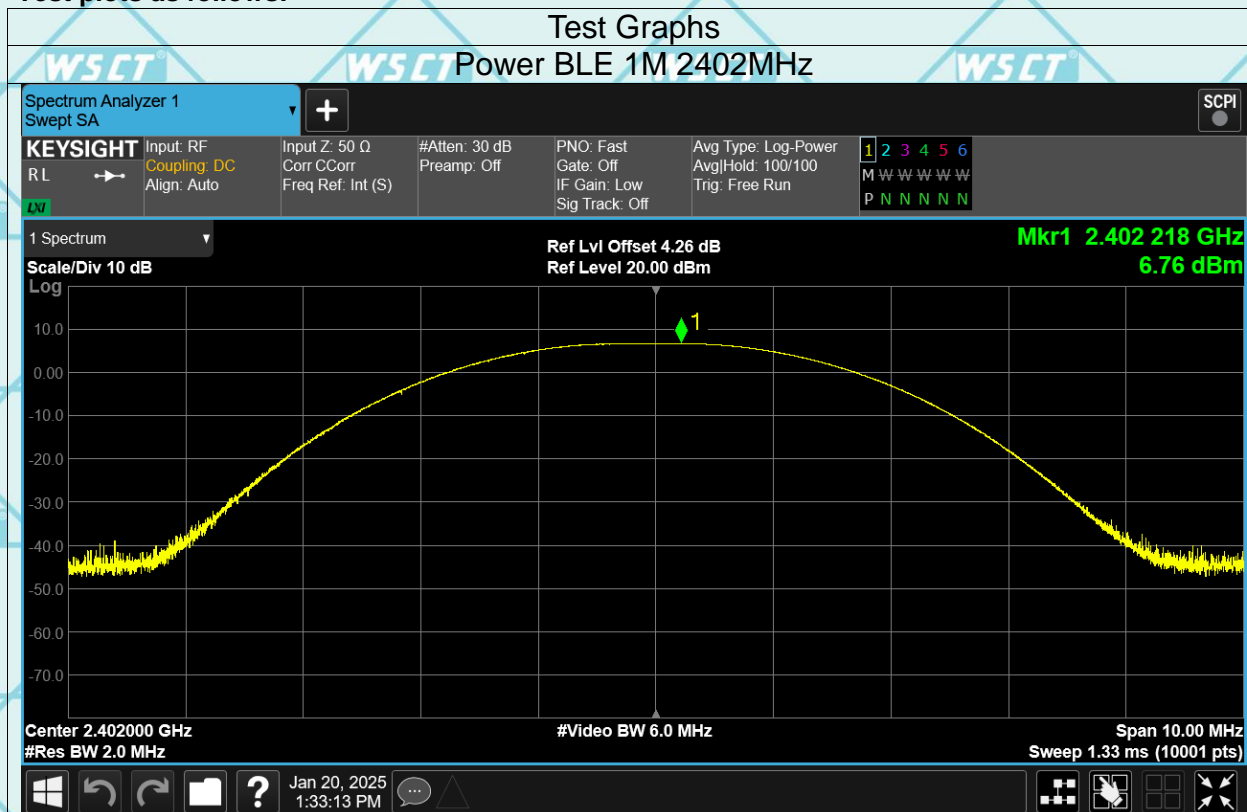 Test Graphs
WSCT® WSCT Power BLE 1M 2402MHz WSCT®
Spectrum Analyzer 1
Swept SA
+
SCPI
KEYSIGHT
RL
LXI
Input: RF
Coupling: DC
Align: Auto
Input Z: 50 Ω
Corr CCorr
Freq Ref: Int (S)
#Atten: 30 dB
Preamp: Off
PNO: Fast
Gate: Off
IF Gain: Low
Sig Track: Off
Avg Type: Log-Power
Avg|Hold: 100/100
Trig: Free Run
1 2 3 4 5 6
M W W W W W
P N N N N N
1 Spectrum
Scale/Div 10 dB
Ref Lvl Offset 4.26 dB
Ref Level 20.00 dBm
Mkr1 2.402 218 GHz
6.76 dBm
Log
1
10.0
0.00
-10.0
-20.0
-30.0
-40.0
-50.0
-60.0
-70.0
Center 2.402000 GHz
#Res BW 2.0 MHz
#Video BW 6.0 MHz
Span 10.00 MHz
Sweep 1.33 ms (10001 pts)
?
Jan 20, 2025
1:33:13 PM